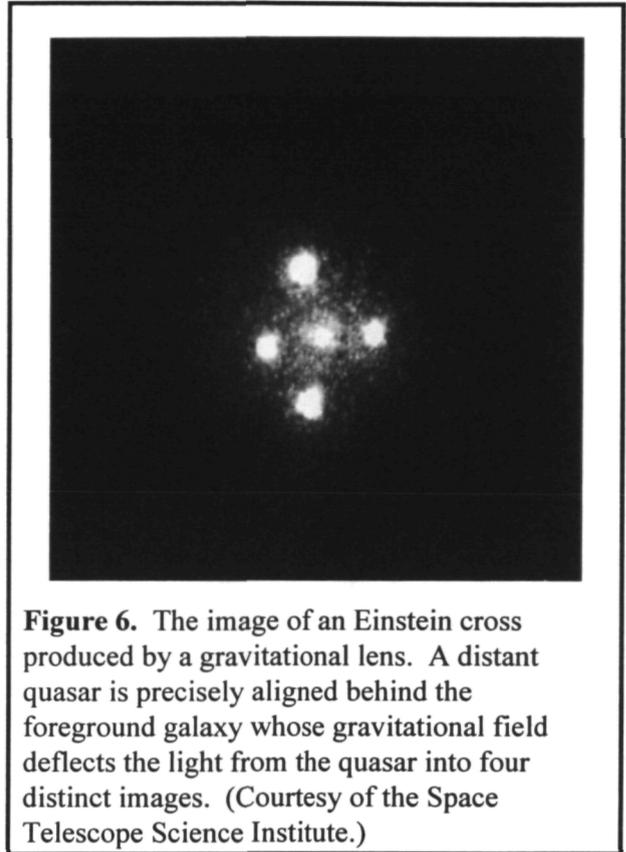 Figure 6. The image of an Einstein cross
produced by a gravitational lens. A distant
quasar is precisely aligned behind the
foreground galaxy whose gravitational field
deflects the light from the quasar into four
distinct images. (Courtesy of the Space
Telescope Science Institute.)